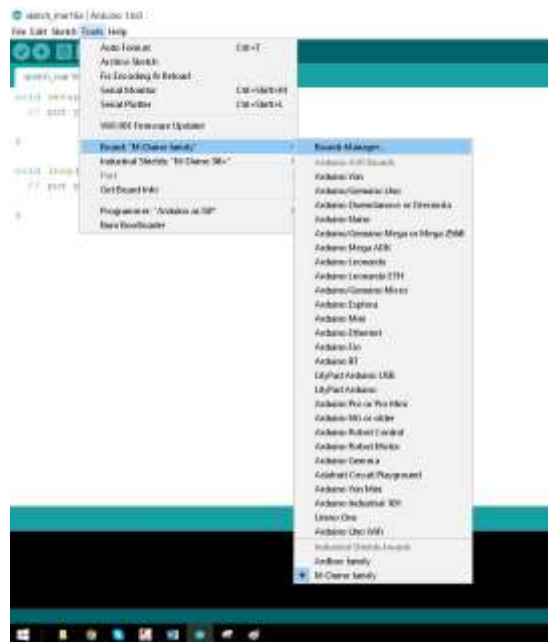 File Edit Sketch Tools Help
Auto Format Ctrl+T
Archive Sketch
Fix Encoding & Reload
Serial Monitor Ctrl+Shift+M
Serial Plotter Ctrl+Shift+L
WiFi101 Firmware Updater
Board: "M-Duino family"
Industrial Shields: "M-Duino 58+"
Port
Get Board Info
Programmer: "Arduino as ISP"
Burn Bootloader
void setup
// put y
}
void loop(
// put y
}
Boards Manager...
Arduino AVR Boards
Arduino Yún
Arduino/Genuino Uno
Arduino Duemilanove or Diecimila
Arduino Nano
Arduino/Genuino Mega or Mega 2560
Arduino Mega ADK
Arduino Leonardo
Arduino Leonardo ETH
Arduino/Genuino Micro
Arduino Esplora
Arduino Mini
Arduino Ethernet
Arduino Fio
Arduino BT
LilyPad Arduino USB
LilyPad Arduino
Arduino Pro or Pro Mini
Arduino NG or older
Arduino Robot Control
Arduino Robot Motor
Arduino Gemma
Adafruit Circuit Playground
Arduino Yún Mini
Arduino Industrial 101
Linino One
Arduino Uno WiFi
Industrial Shields boards
Ardbox family
M-Duino family